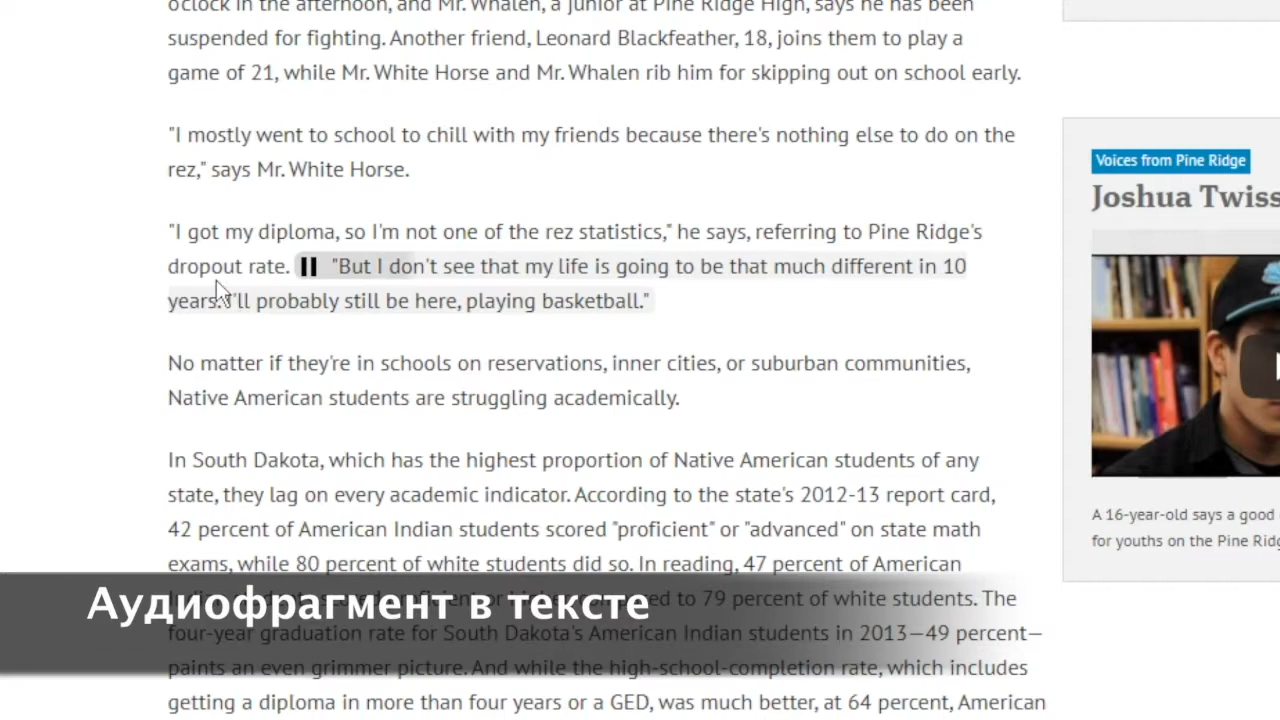 o'clock in the afternoon, and Mr. Whalen, a junior at Pine Ridge High, says he has been
suspended for fighting. Another friend, Leonard Blackfeather, 18, joins them to play a
game of 21, while Mr. White Horse and Mr. Whalen rib him for skipping out on school early.
"I mostly went to school to chill with my friends because there's nothing else to do on the
rez," says Mr. White Horse.
"I got my diploma, so I'm not one of the rez statistics," he says, referring to Pine Ridge's
dropout rate. "But I don't see that my life is going to be that much different in 10
years. I'll probably still be here, playing basketball."
No matter if they're in schools on reservations, inner cities, or suburban communities,
Native American students are struggling academically.
In South Dakota, which has the highest proportion of Native American students of any
state, they lag on every academic indicator. According to the state's 2012-13 report card,
42 percent of American Indian students scored "proficient" or "advanced" on state math
exams, while 80 percent of white students did so. In reading, 47 percent of American
to 79 percent of white students. The
four-year graduation rate for South Dakota's American Indian students in 2013—49 percent—
paints an even grimmer picture. And while the high-school-completion rate, which includes
getting a diploma in more than four years or a GED, was much better, at 64 percent, American
Аудиофрагмент в тексте
Voices from Pine Ridge
Joshua Twiss
A 16-year-old says a good
for youths on the Pine Ridg